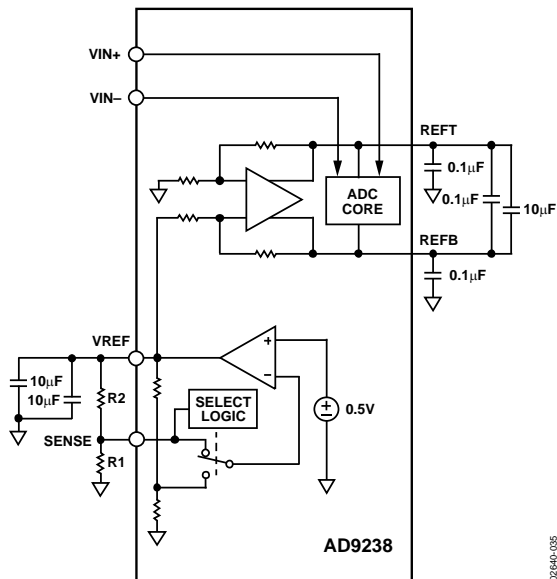 VIN+
VIN–
REFT
0.1µF
ADC
CORE
0.1µF
10µF
REFB
0.1µF
VREF
10µF
10µF
R2
SELECT
LOGIC
0.5V
SENSE
R1
AD9238
02640-035
+
–
+
–